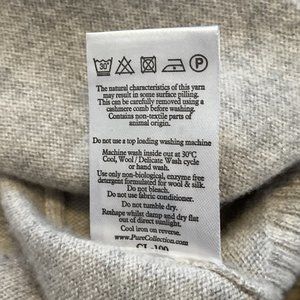 30°
P
The natural characteristics of this yarn
may result in some surface pilling.
This can be carefully removed using a
cashmere comb before washing.
Contains non-textile parts of
animal origin.
Do not use a top loading washing machine
Machine wash inside out at 30°C
Cool, Wool / Delicate Wash cycle
or hand wash.
Use only non-biological, enzyme free
detergent formulated for wool & silk.
Do not bleach.
Do not use fabric conditioner.
Do not tumble dry.
Reshape whilst damp and dry flat
out of direct sunlight.
Cool iron on reverse.
www.PureCollection.com